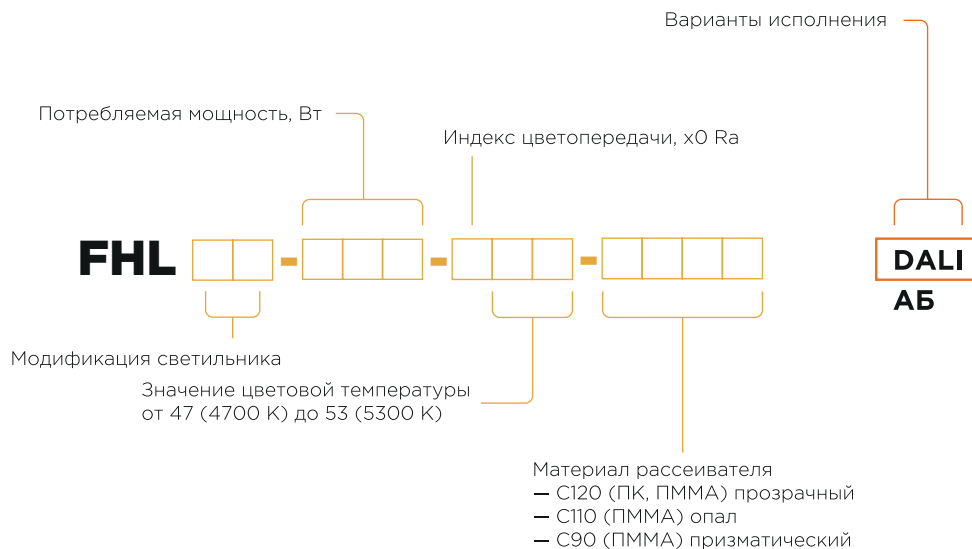 Варианты исполнения
Потребляемая мощность, Вт
Индекс цветопередачи, x0 Ra
FHL - - - DALI
АБ
Модификация светильника
Значение цветовой температуры
от 47 (4700 К) до 53 (5300 К)
Материал рассеивателя
— С120 (ПК, ПММА) прозрачный
— С110 (ПММА) опал
— С90 (ПММА) призматический